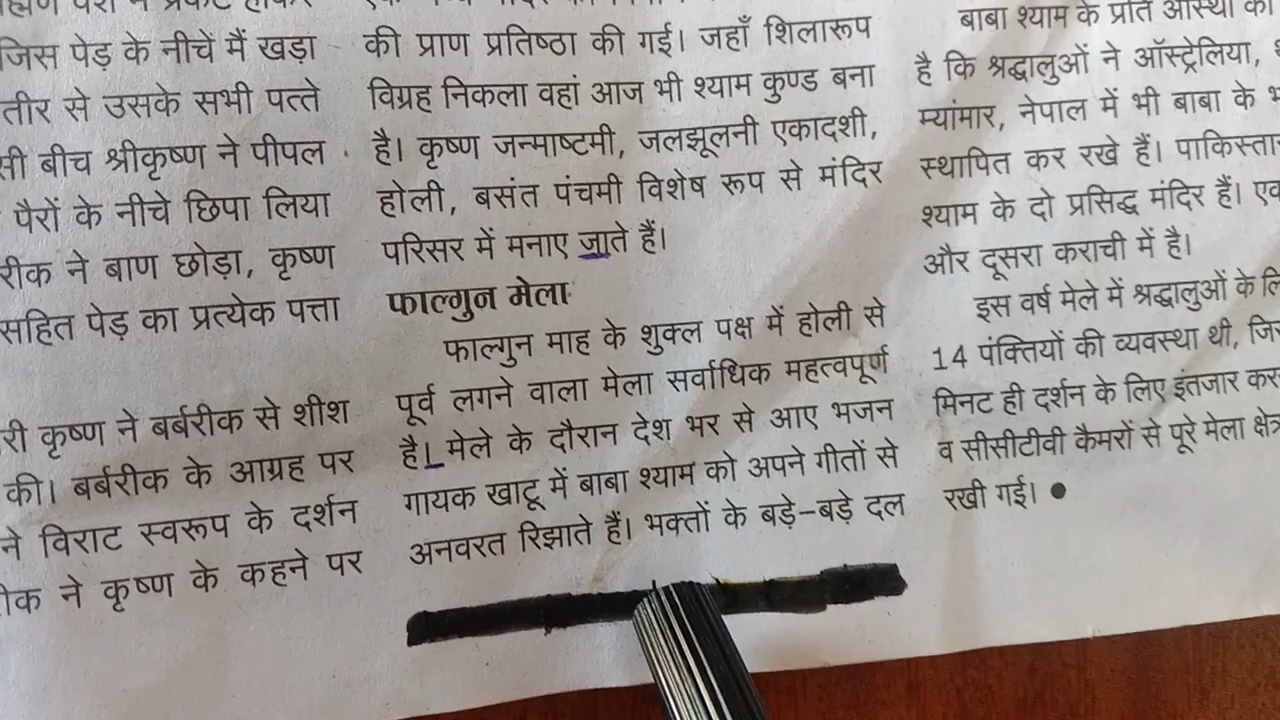 जिस पेड़ के नीचें मैं खड़ा
तीर से उसके सभी पत्ते
बीच श्रीकृष्ण ने पीपल
पैरों के नीचे छिपा लिया
ने बाण छोड़ा, कृष्ण
सहित पेड़ का प्रत्येक पत्ता
कृष्ण ने बर्बरीक से शीश
की। बर्बरीक के आग्रह पर
ने विराट स्वरूप के दर्शन
ने कृष्ण के कहने पर
की प्राण प्रतिष्ठा की गई। जहाँ शिलारूप
विग्रह निकला वहां आज भी श्याम कुण्ड बना
है। कृष्ण जन्माष्टमी, जलझूलनी एकादशी,
होली, बसंत पंचमी विशेष रूप से मंदिर
परिसर में मनाए जाते हैं।
फाल्गुन मेला
फाल्गुन माह के शुक्ल पक्ष में होली से
पूर्व लगने वाला मेला सर्वाधिक महत्वपूर्ण
है। मेले के दौरान देश भर से आए भजन
गायक खाटू में बाबा श्याम को अपने गीतों से
अनवरत रिझाते हैं। भक्तों के बड़े-बड़े दल
बाबा श्याम के प्रति आस्था
है कि श्रद्धालुओं ने ऑस्ट्रेलिया,
म्यांमार, नेपाल में भी बाबा के
स्थापित कर रखे हैं।
श्याम के दो प्रसिद्ध मंदिर हैं।
और दूसरा कराची में है।
इस वर्ष मेले में श्रद्धालुओं के
14 पंक्तियों की व्यवस्था थी,
मिनट ही दर्शन के लिए इंतजार
व सीसीटीवी कैमरों से पूरे मेला
रखी गई।